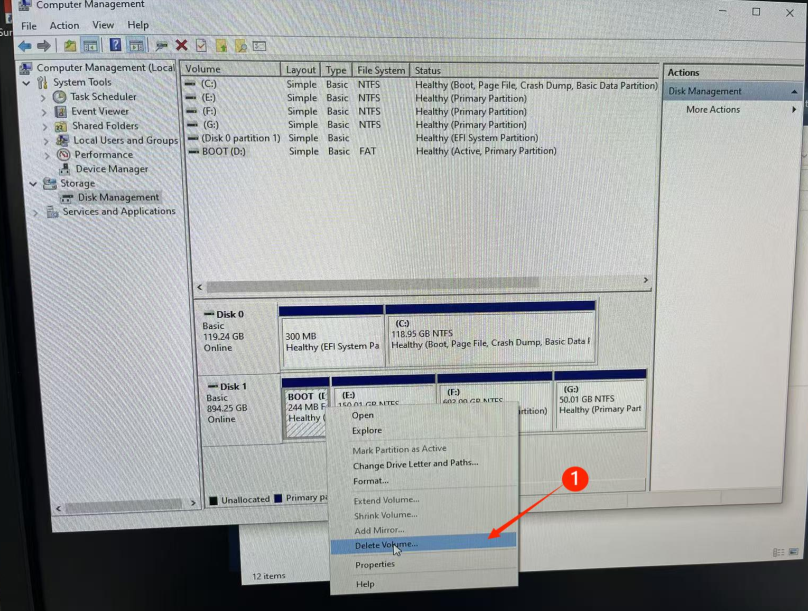 Computer Management
File Action View Help
Computer Management (Local
System Tools
Task Scheduler
Event Viewer
Shared Folders
Local Users and Groups
Performance
Device Manager
Storage
Disk Management
Services and Applications
Volume Layout Type File System Status
(C:) Simple Basic NTFS Healthy (Boot, Page File, Crash Dump, Basic Data Partition)
(E:) Simple Basic NTFS Healthy (Primary Partition)
(F:) Simple Basic NTFS Healthy (Primary Partition)
(G:) Simple Basic NTFS Healthy (Primary Partition)
(Disk 0 partition 1) Simple Basic Healthy (EFI System Partition)
BOOT (D:) Simple Basic FAT Healthy (Active, Primary Partition)
Actions
Disk Management
More Actions
Disk 0
Basic
119.24 GB
Online
300 MB
Healthy (EFI System Pa
(C:)
118.95 GB NTFS
Healthy (Boot, Page File, Crash Dump, Basic Data
Disk 1
Basic
894.25 GB
Online
BOOT
244 MB F
Healthy (
(E:)
150.01 GB NTFS
(F:)
GB NTFS
rtition)
(G:)
50.01 GB NTFS
Healthy (Primary Part
Open
Explore
Mark Partition as Active
Change Drive Letter and Paths...
Format...
Extend Volume...
Shrink Volume...
Add Mirror...
Delete Volume...
Properties
Help
1
Unallocated Primary p
12 items